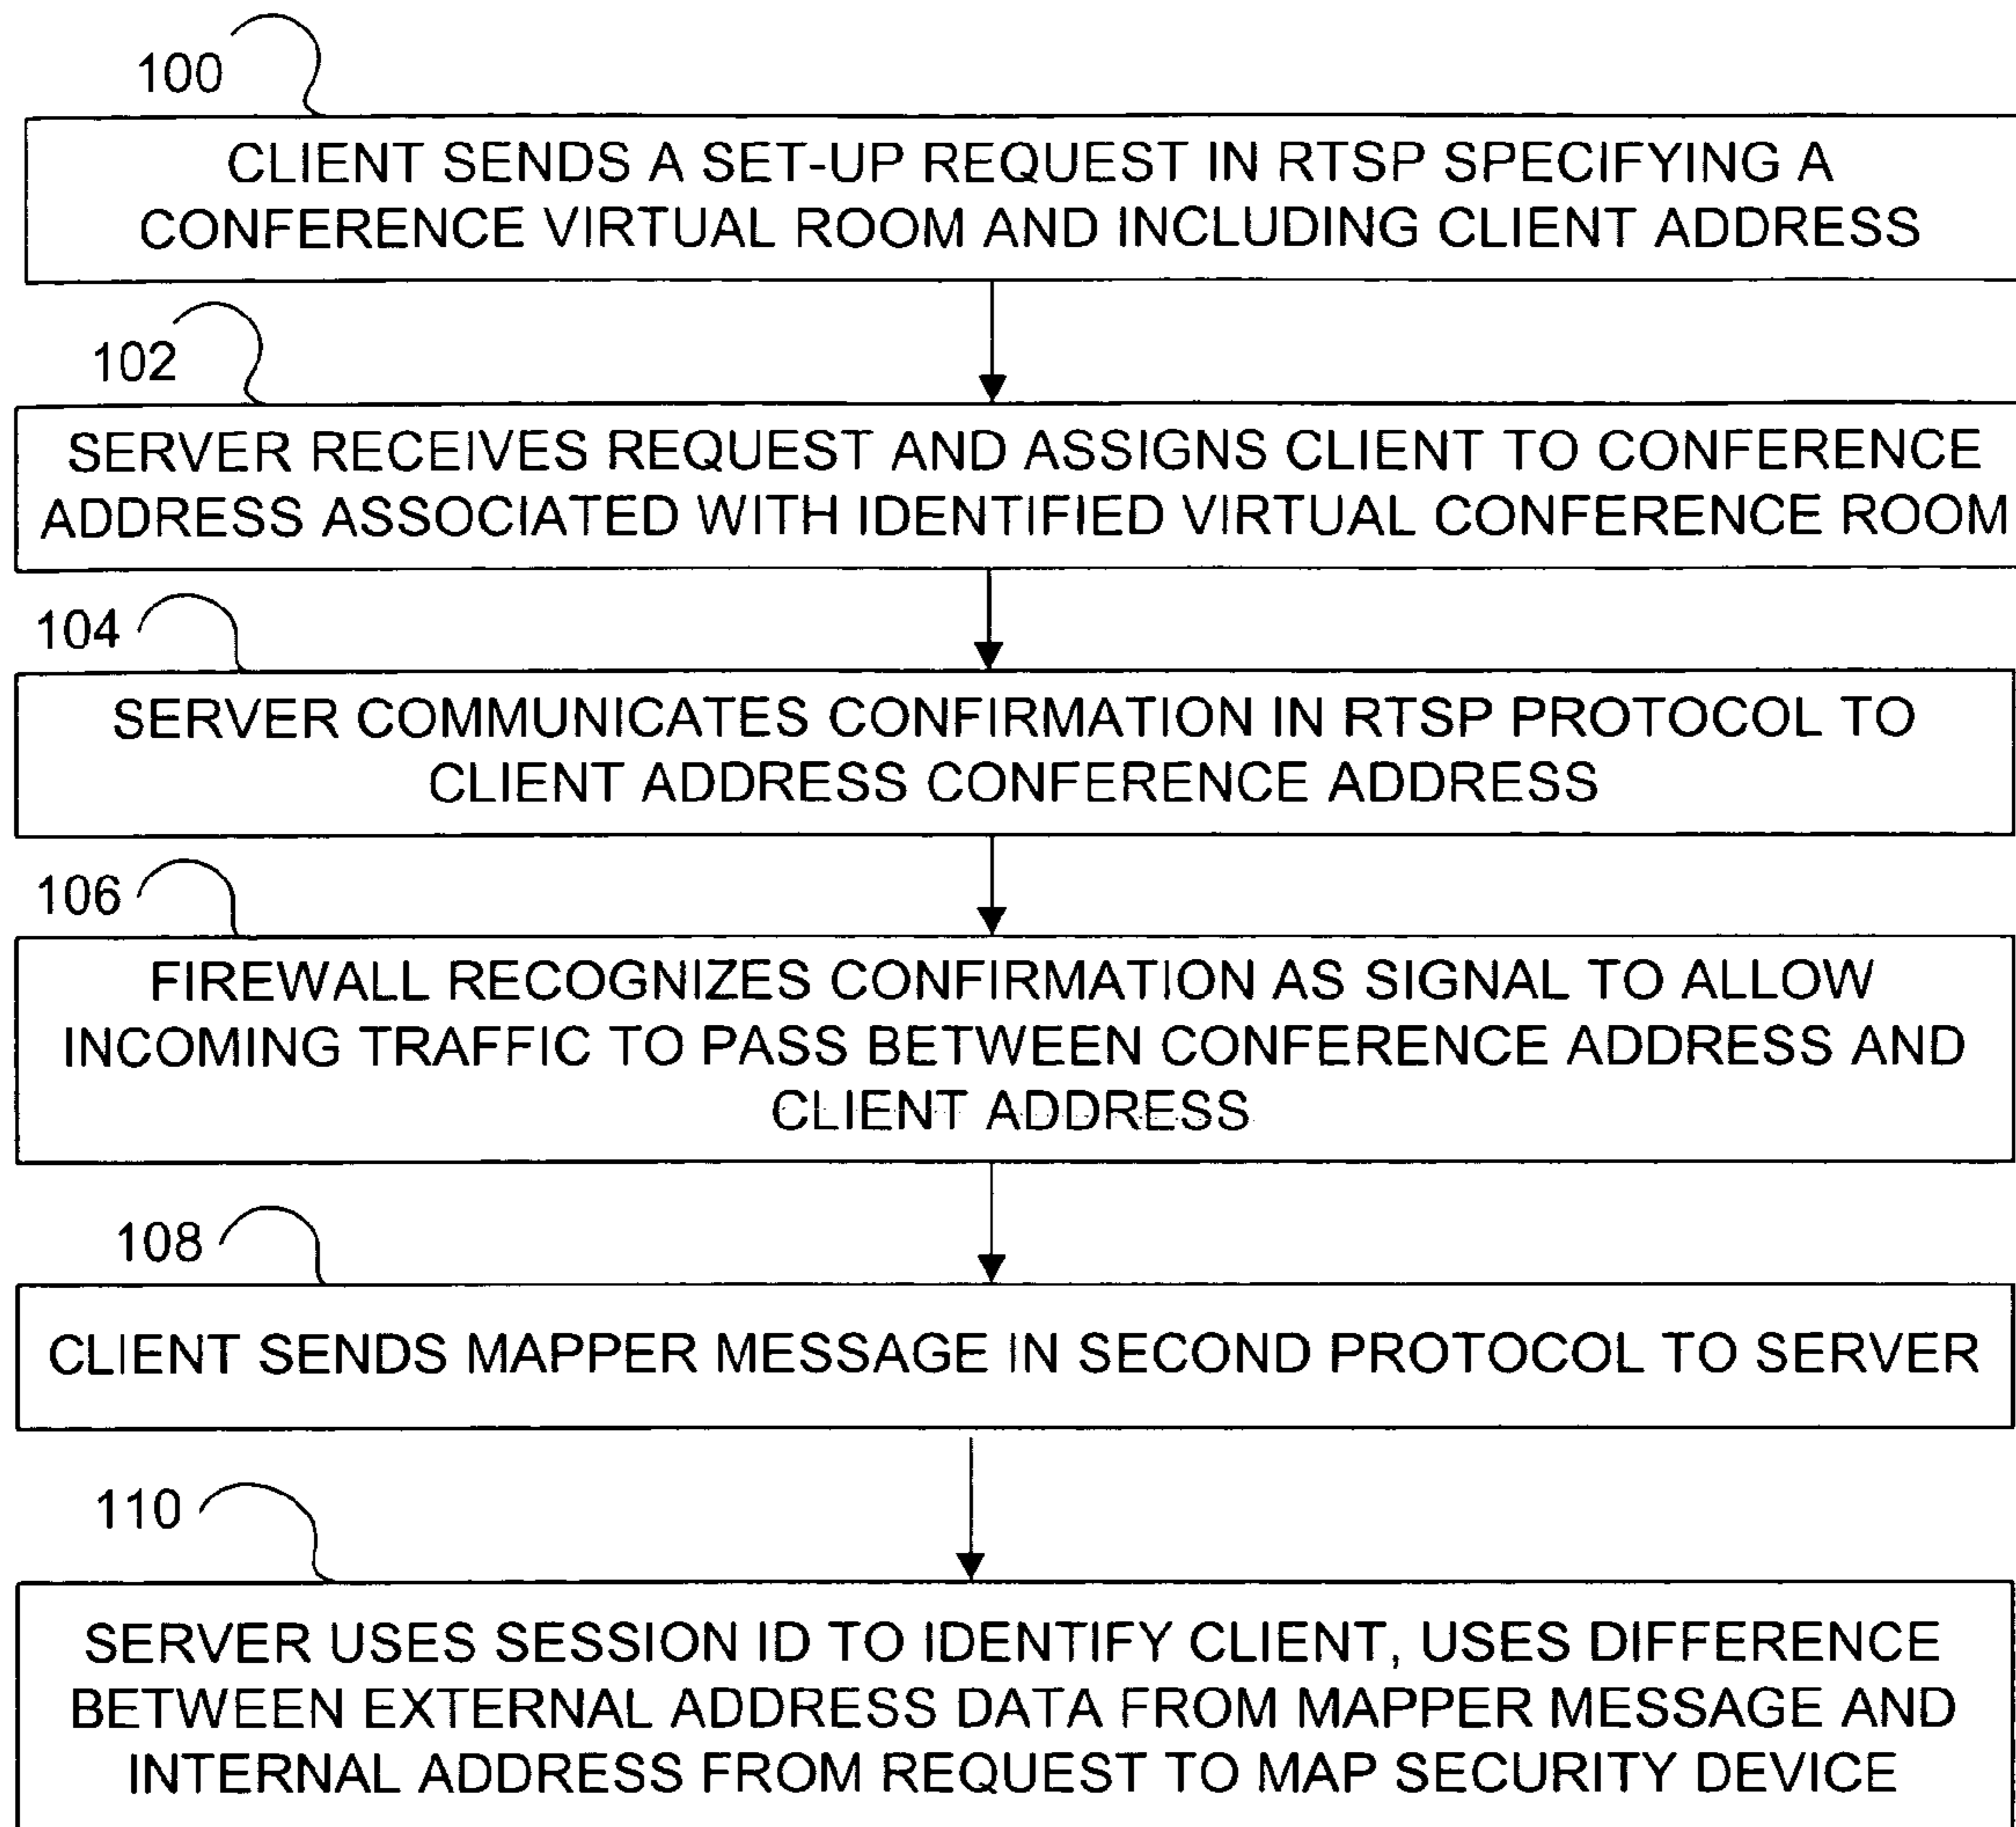 100
CLIENT SENDS A SET-UP REQUEST IN RTSP SPECIFYING A
CONFERENCE VIRTUAL ROOM AND INCLUDING CLIENT ADDRESS
102
SERVER RECEIVES REQUEST AND ASSIGNS CLIENT TO CONFERENCE
ADDRESS ASSOCIATED WITH IDENTIFIED VIRTUAL CONFERENCE ROOM
104
SERVER COMMUNICATES CONFIRMATION IN RTSP PROTOCOL TO
CLIENT ADDRESS CONFERENCE ADDRESS
106
FIREWALL RECOGNIZES CONFIRMATION AS SIGNAL TO ALLOW
INCOMING TRAFFIC TO PASS BETWEEN CONFERENCE ADDRESS AND
CLIENT ADDRESS
108
CLIENT SENDS MAPPER MESSAGE IN SECOND PROTOCOL TO SERVER
110
SERVER USES SESSION ID TO IDENTIFY CLIENT, USES DIFFERENCE
BETWEEN EXTERNAL ADDRESS DATA FROM MAPPER MESSAGE AND
INTERNAL ADDRESS FROM REQUEST TO MAP SECURITY DEVICE